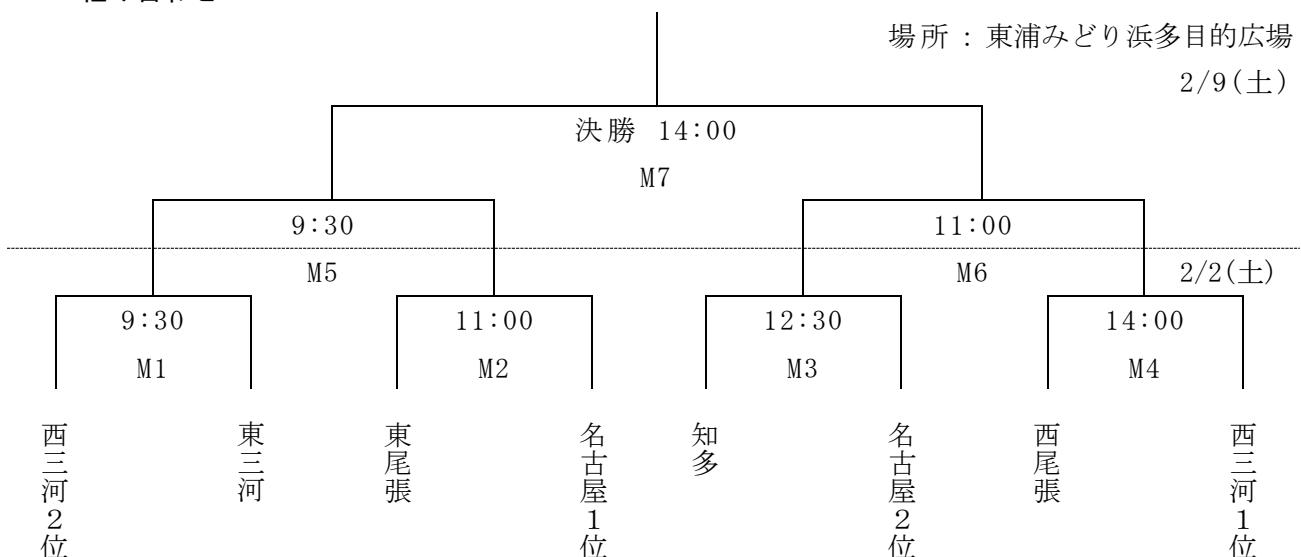 場所：東浦みどり浜多目的広場
2/9(土)
決勝 14:00
M7
9:30
11:00
M5
M6
2/2(土)
9:30
11:00
12:30
14:00
M1
M2
M3
M4
西三河2位
東三河
東尾張
名古屋1位
知多
名古屋2位
西尾張
西三河1位